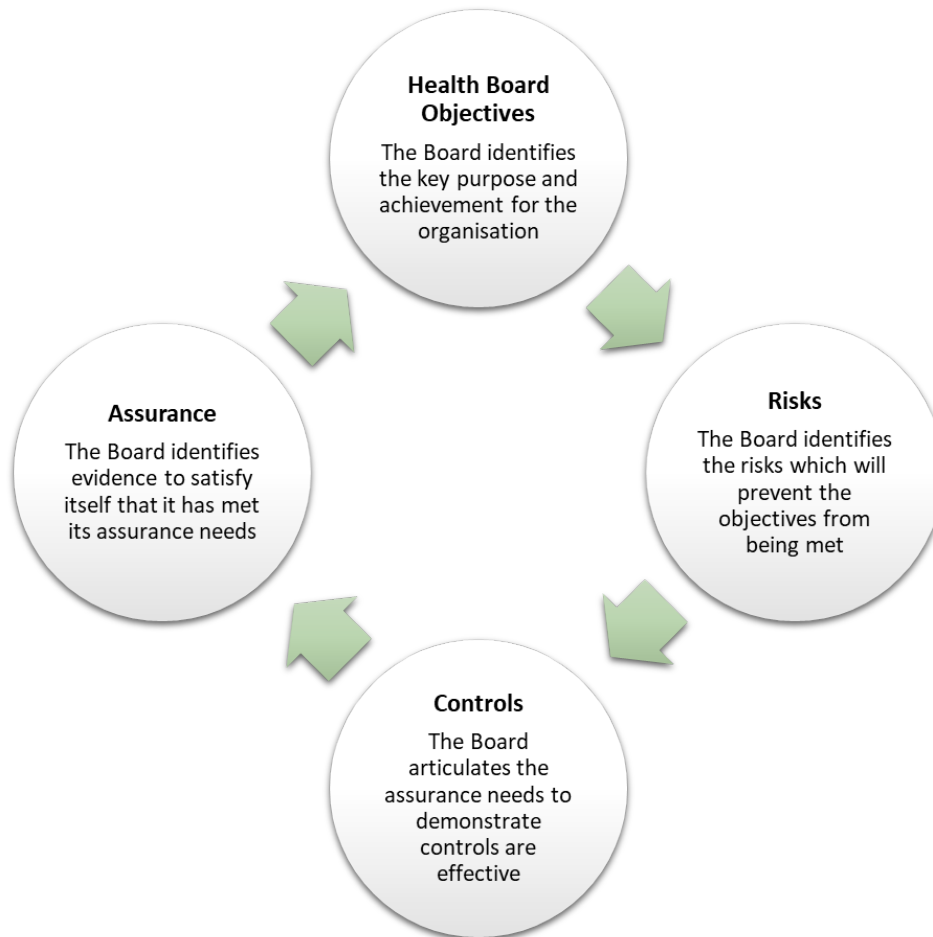 Health Board
Objectives
The Board identifies
the key purpose and
achievement for the
organisation
Risks
The Board identifies
the risks which will
prevent the
objectives from
being met
Controls
The Board
articulates the
assurance needs to
demonstrate
controls are
effective
Assurance
The Board identifies
evidence to satisfy
itself that it has met
its assurance needs